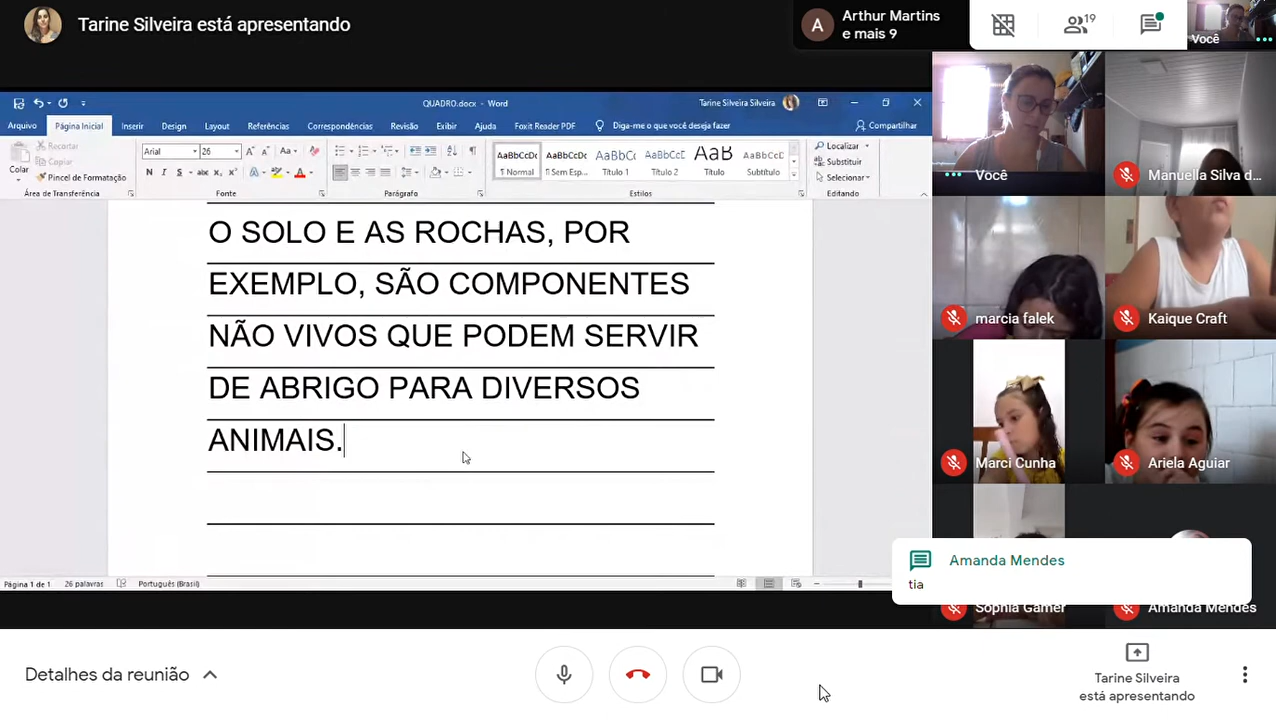 Tarine Silveira está apresentando
A
Arthur Martins
e mais 9
19
Você
QUADRO.docx - Word
Tarine Silveira Silveira
Arquivo
Página Inicial
Inserir
Design
Layout
Referências
Correspondências
Revisão
Exibir
Ajuda
Foxit Reader PDF
Diga-me o que você deseja fazer
Compartilhar
Colar
Recortar
Copiar
Pincel de Formatação
Área de Transferência
Arial
26
Fonte
Parágrafo
AaBbCcDc
¶ Normal
AaBbCcDc
¶ Sem Esp...
AaBbCc
Título 1
AaBbCcD
Título 2
AaB
Título
AaBbCcD
Subtítulo
Estilos
Localizar
Substituir
Selecionar
Editando
O SOLO E AS ROCHAS, POR
EXEMPLO, SÃO COMPONENTES
NÃO VIVOS QUE PODEM SERVIR
DE ABRIGO PARA DIVERSOS
ANIMAIS.
Página 1 de 1
26 palavras
Português (Brasil)
Você
Manuella Silva d...
marcia falek
Kaique Craft
Marci Cunha
Ariela Aguiar
Amanda Mendes
tia
Sophia Gamer
Amanda Mendes
Detalhes da reunião
Tarine Silveira
está apresentando